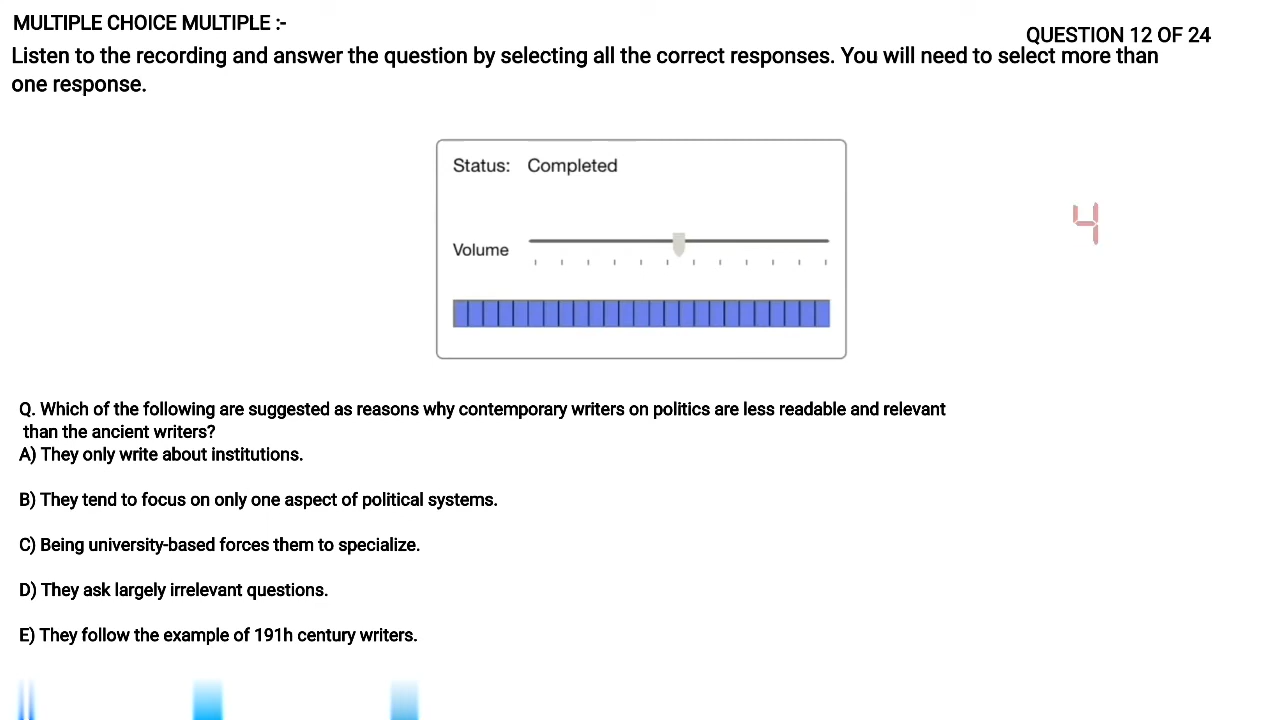 MULTIPLE CHOICE MULTIPLE :-
QUESTION 12 OF 24
Listen to the recording and answer the question by selecting all the correct responses. You will need to select more than
one response.
Status: Completed
4
Volume
Q. Which of the following are suggested as reasons why contemporary writers on politics are less readable and relevant
than the ancient writers?
A) They only write about institutions.
B) They tend to focus on only one aspect of political systems.
C) Being university-based forces them to specialize.
D) They ask largely irrelevant questions.
E) They follow the example of 191h century writers.